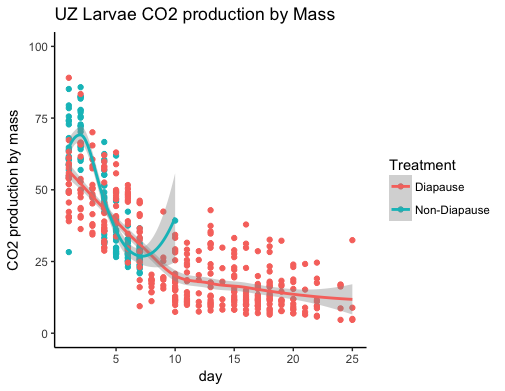 UZ Larvae CO2 production by Mass
100
75
50
25
0
CO2 production by mass
5
10
15
20
25
day
Treatment
Diapause
Non-Diapause